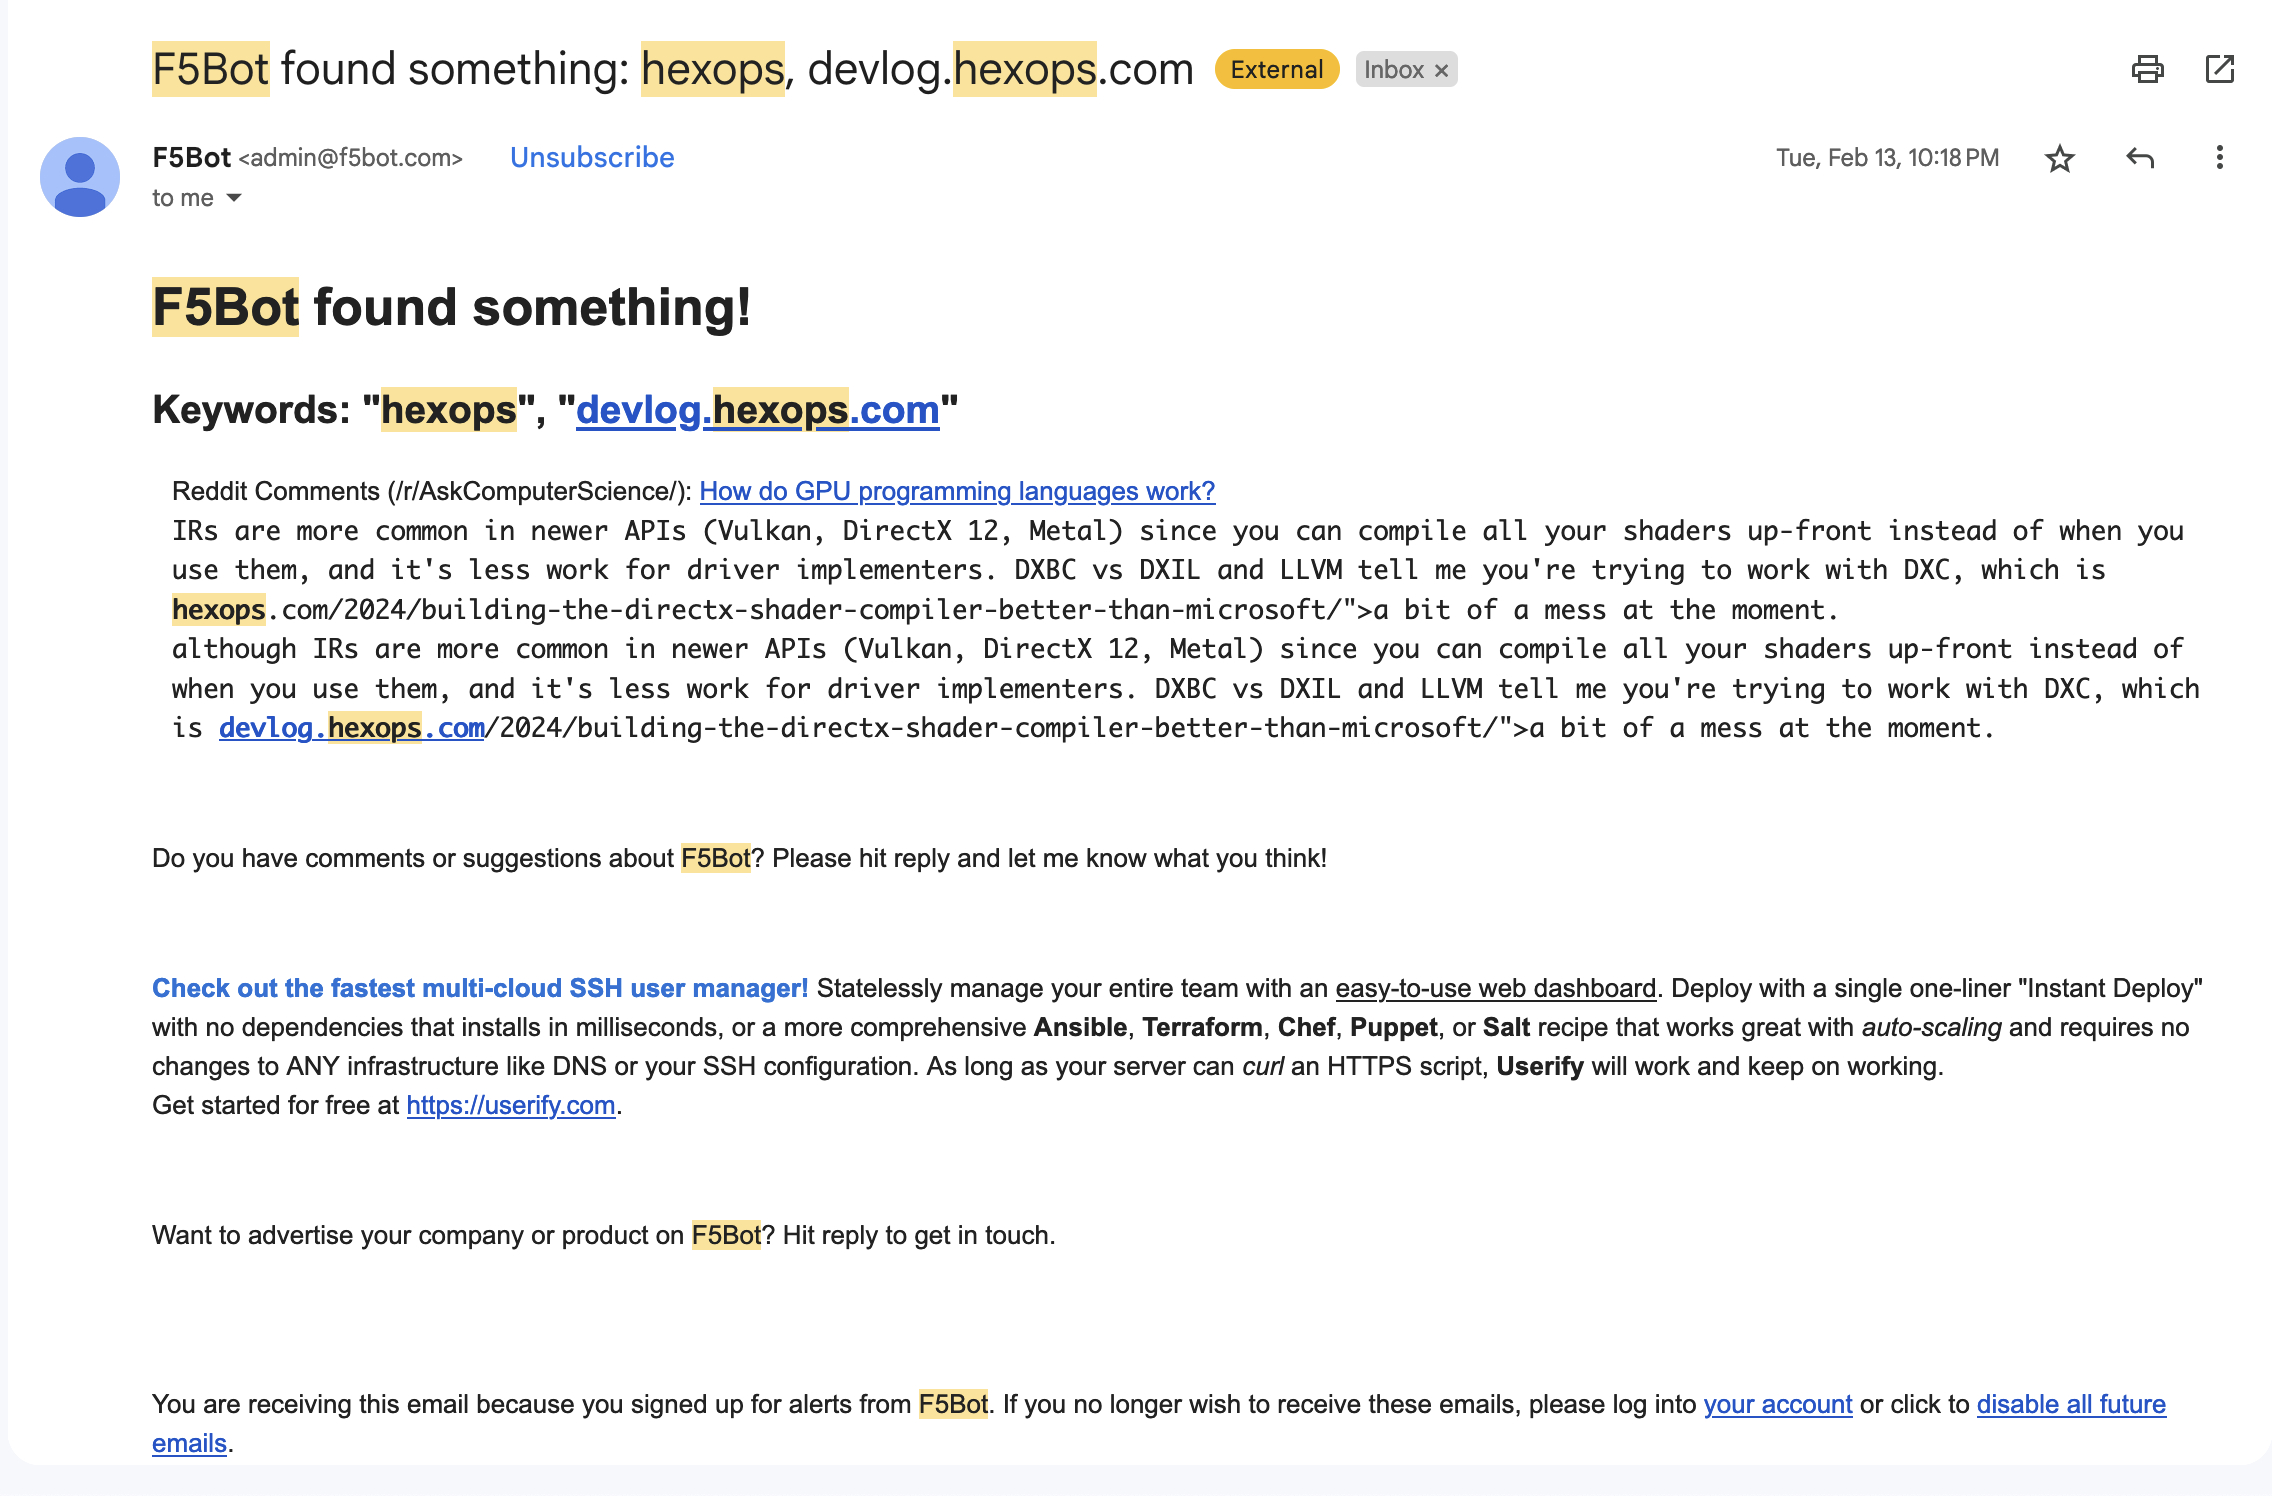 F5Bot found something: hexops, devlog.hexops.com External Inbox ×
F5Bot <admin@f5bot.com> Unsubscribe Tue, Feb 13, 10:18 PM
to me
F5Bot found something!
Keywords: "hexops", "devlog.hexops.com"
Reddit Comments (/r/AskComputerScience/): How do GPU programming languages work?
IRs are more common in newer APIs (Vulkan, DirectX 12, Metal) since you can compile all your shaders up-front instead of when you
use them, and it's less work for driver implementers. DXBC vs DXIL and LLVM tell me you're trying to work with DXC, which is
hexops.com/2024/building-the-directx-shader-compiler-better-than-microsoft/">a bit of a mess at the moment.
although IRs are more common in newer APIs (Vulkan, DirectX 12, Metal) since you can compile all your shaders up-front instead of
when you use them, and it's less work for driver implementers. DXBC vs DXIL and LLVM tell me you're trying to work with DXC, which
is devlog.hexops.com/2024/building-the-directx-shader-compiler-better-than-microsoft/">a bit of a mess at the moment.
Do you have comments or suggestions about F5Bot? Please hit reply and let me know what you think!
Check out the fastest multi-cloud SSH user manager! Statelessly manage your entire team with an easy-to-use web dashboard. Deploy with a single one-liner "Instant Deploy"
with no dependencies that installs in milliseconds, or a more comprehensive Ansible, Terraform, Chef, Puppet, or Salt recipe that works great with auto-scaling and requires no
changes to ANY infrastructure like DNS or your SSH configuration. As long as your server can curl an HTTPS script, Userify will work and keep on working.
Get started for free at https://userify.com.
Want to advertise your company or product on F5Bot? Hit reply to get in touch.
You are receiving this email because you signed up for alerts from F5Bot. If you no longer wish to receive these emails, please log into your account or click to disable all future
emails.